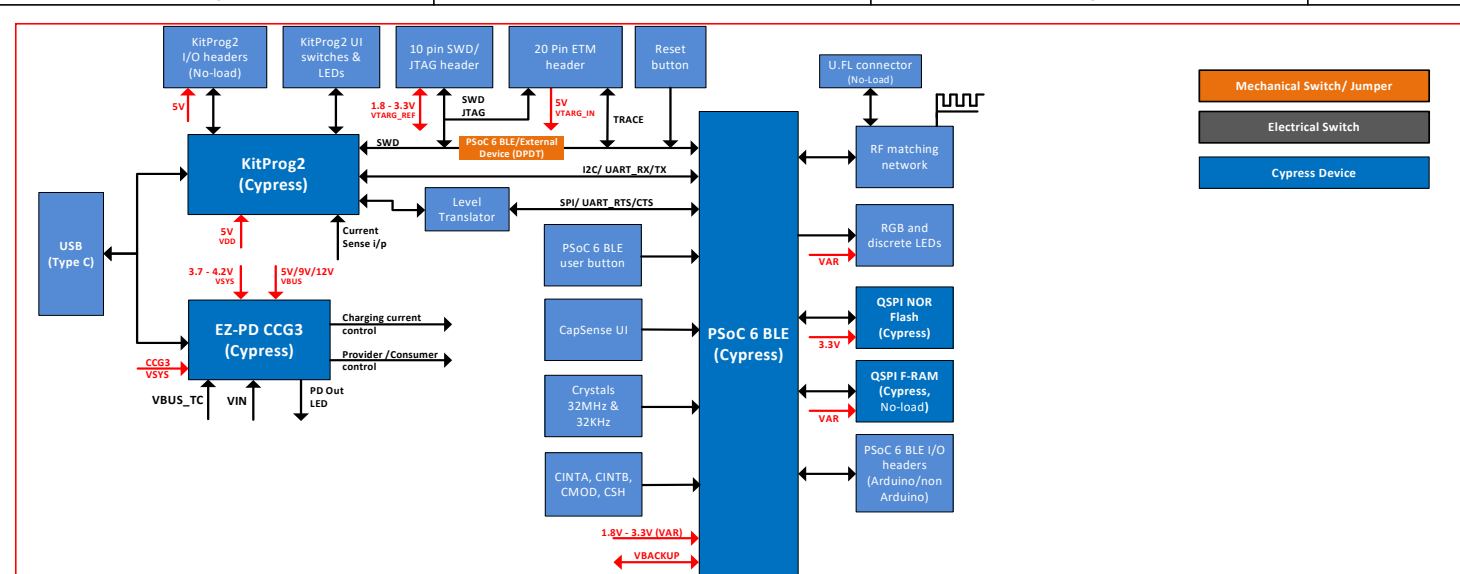 KitProg2
I/O headers
(No-load)
KitProg2 UI
switches &
LEDs
10 pin SWD/
JTAG header
20 Pin ETM
header
Reset
button
U.FL connector
(No-Load)
Mechanical Switch/ Jumper
Electrical Switch
Cypress Device
5V
1.8 - 3.3V
VTARG_REF
SWD
JTAG
5V
VTARG_IN
TRACE
SWD
PSoC 6 BLE/External
Device (DPDT)
KitProg2
(Cypress)
I2C/ UART_RX/TX
RF matching
network
Level
Translator
SPI/ UART_RTS/CTS
USB
(Type C)
5V
VDD
Current
Sense i/p
PSoC 6 BLE
user button
RGB and
discrete LEDs
VAR
3.7 - 4.2V
VSYS
5V/9V/12V
VBUS
EZ-PD CCG3
(Cypress)
Charging current
control
Provider /Consumer
control
CCG3
VSYS
VBUS_TC
VIN
PD Out
LED
CapSense UI
PSoC 6 BLE
(Cypress)
QSPI NOR
Flash
(Cypress)
3.3V
Crystals
32MHz &
32KHz
QSPI F-RAM
(Cypress,
No-load)
VAR
CINTA, CINTB,
CMOD, CSH
PSoC 6 BLE I/O
headers
(Arduino/non
Arduino)
1.8V - 3.3V (VAR)
VBACKUP